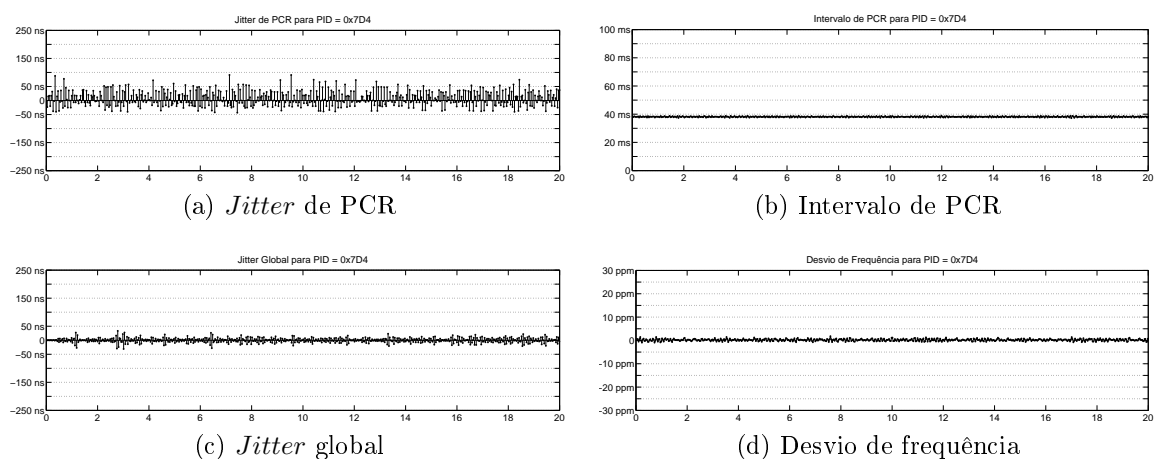 Jitter de PCR para PID = 0x7D4
250 ns
150 ns
50 ns
0
−50 ns
−150 ns
−250 ns
0 2 4 6 8 10 12 14 16 18 20
(a) Jitter de PCR
Intervalo de PCR para PID = 0x7D4
100 ms
80 ms
60 ms
40 ms
20 ms
0 2 4 6 8 10 12 14 16 18 20
(b) Intervalo de PCR
Jitter Global para PID = 0x7D4
250 ns
150 ns
50 ns
0
−50 ns
−150 ns
−250 ns
0 2 4 6 8 10 12 14 16 18 20
(c) Jitter global
Desvio de Frequência para PID = 0x7D4
30 ppm
20 ppm
10 ppm
0
-10 ppm
-20 ppm
-30 ppm
0 2 4 6 8 10 12 14 16 18 20
(d) Desvio de frequência